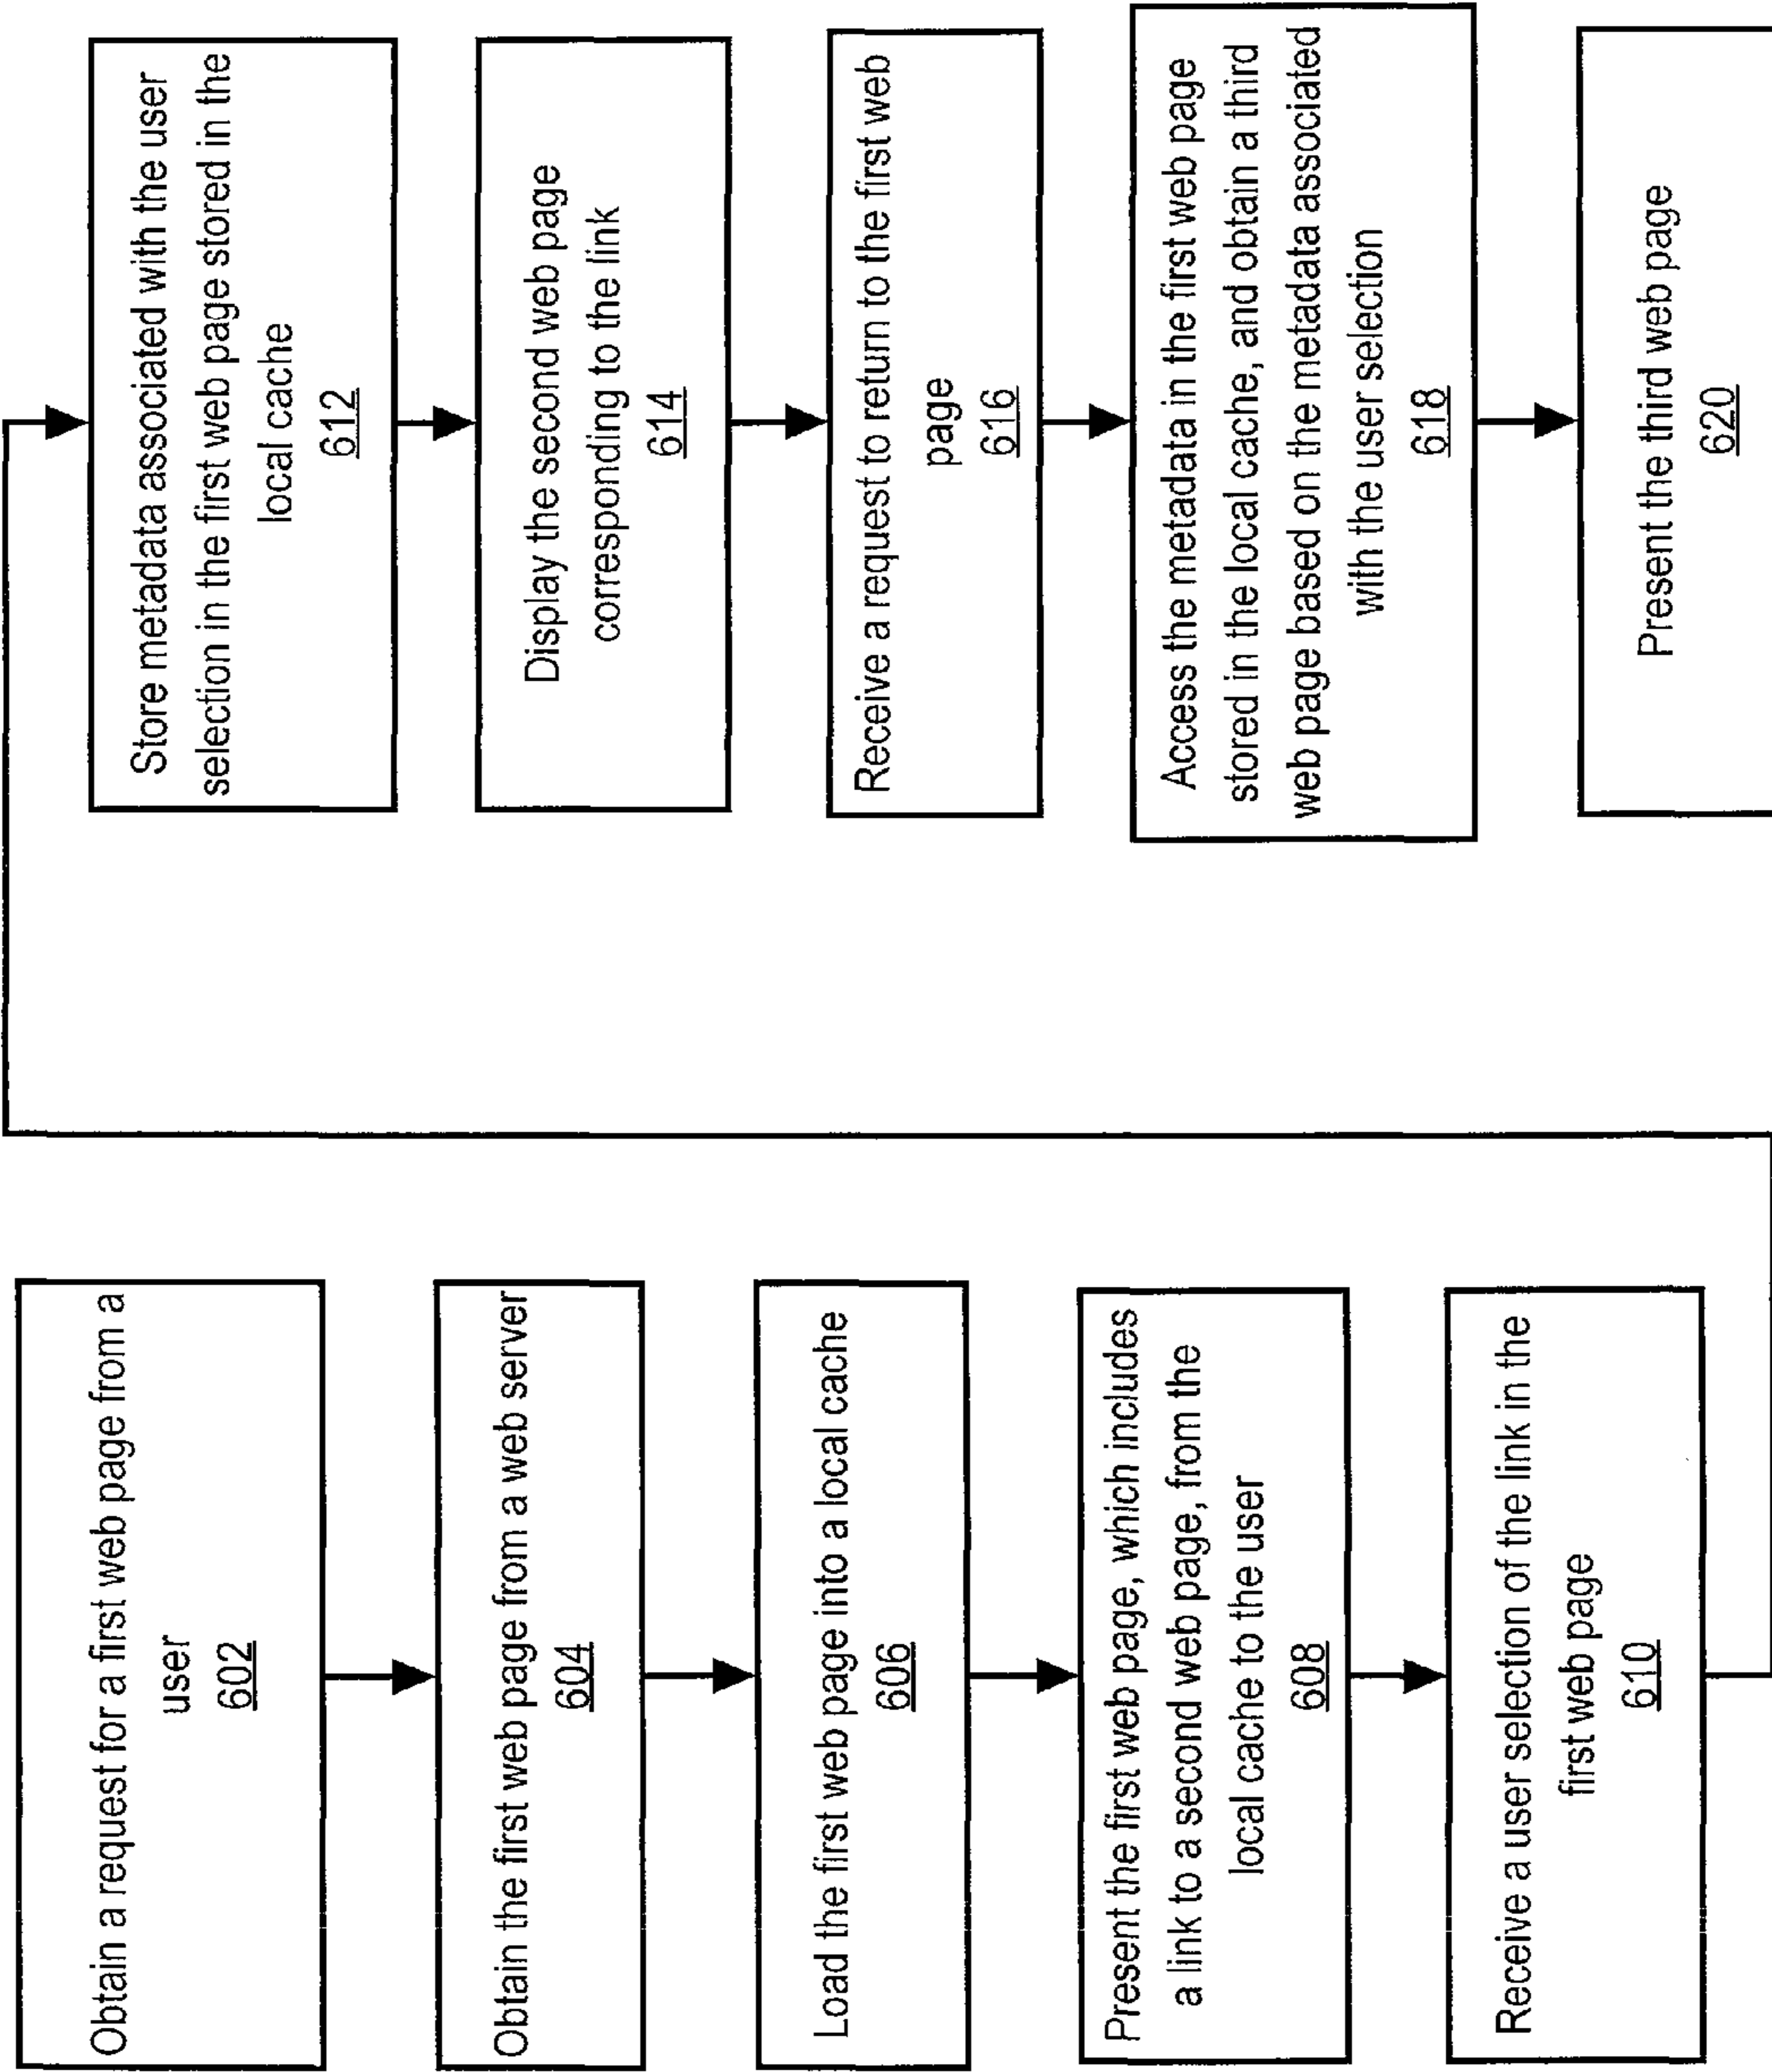 Obtain a request for a first web page from a
user
602
Obtain the first web page from a web server
604
Load the first web page into a local cache
606
Present the first web page, which includes
a link to a second web page, from the
local cache to the user
608
Receive a user selection of the link in the
first web page
610
Store metadata associated with the user
selection in the first web page stored in the
local cache
612
Display the second web page
corresponding to the link
614
Receive a request to return to the first web
page
616
Access the metadata in the first web page
stored in the local cache, and obtain a third
web page based on the metadata associated
with the user selection
618
Present the third web page
620